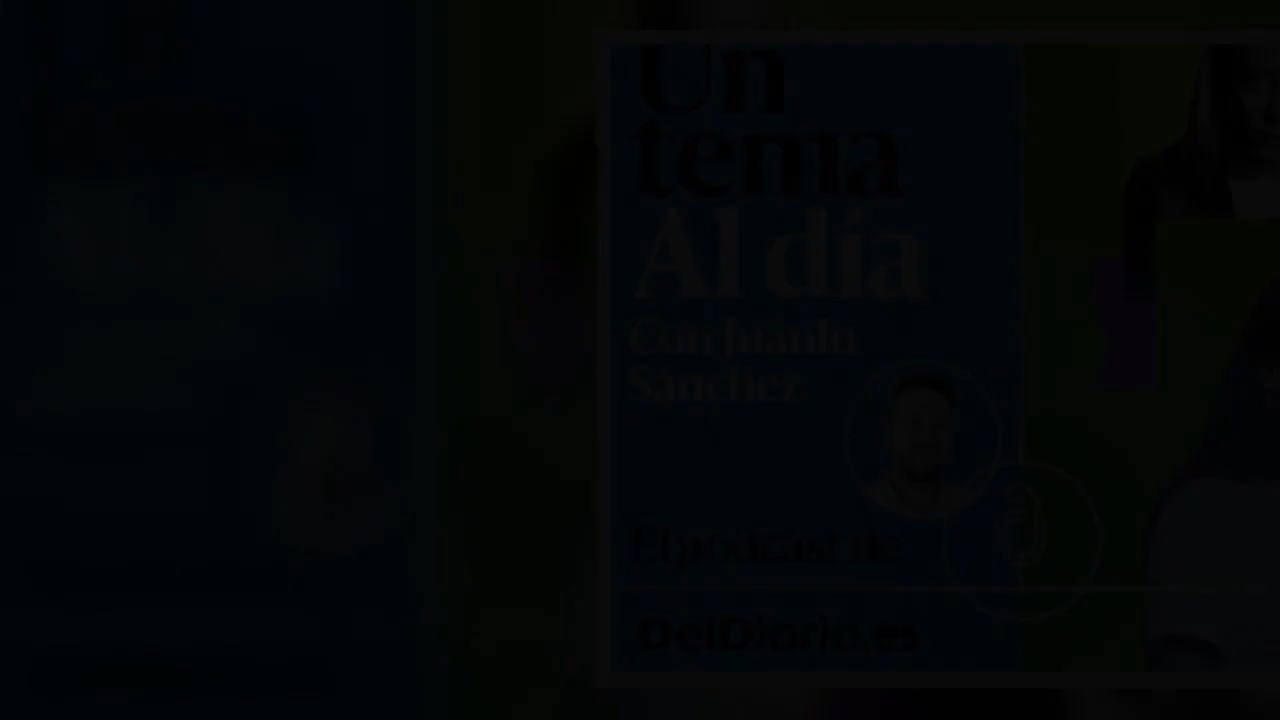 Un
tema
Al día
Con Juanlu
Sánchez
El podcast de
elDiario.es